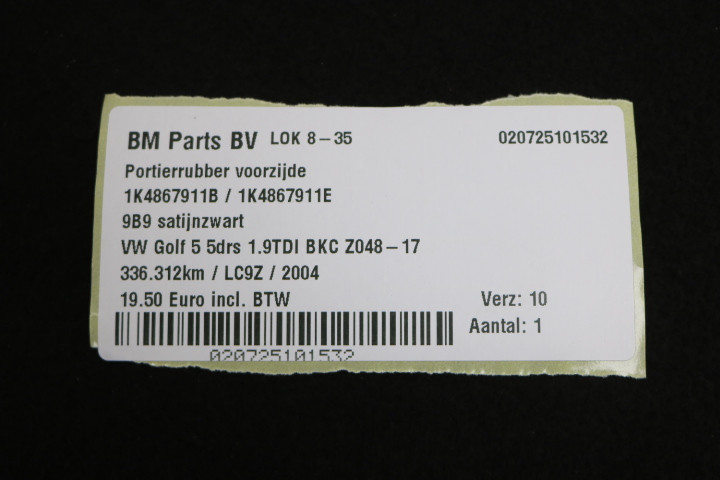 BM Parts BV LOK 8-35 020725101532
Portierrubber voorzijde
1K4867911B / 1K4867911E
9B9 satijnzwart
VW Golf 5 5drs 1.9TDI BKC Z048-17
336.312km / LC9Z / 2004
19.50 Euro incl. BTW Verz: 10
Aantal: 1
020725101532